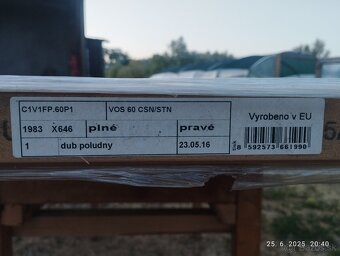 C1V1FP.60P1 VOS 60 CSN/STN
1983 X646 plné pravé
1 dub poludny 23.05.16
Vyrobeno v EU
8 592573 661990
25. 6. 2025 20:40